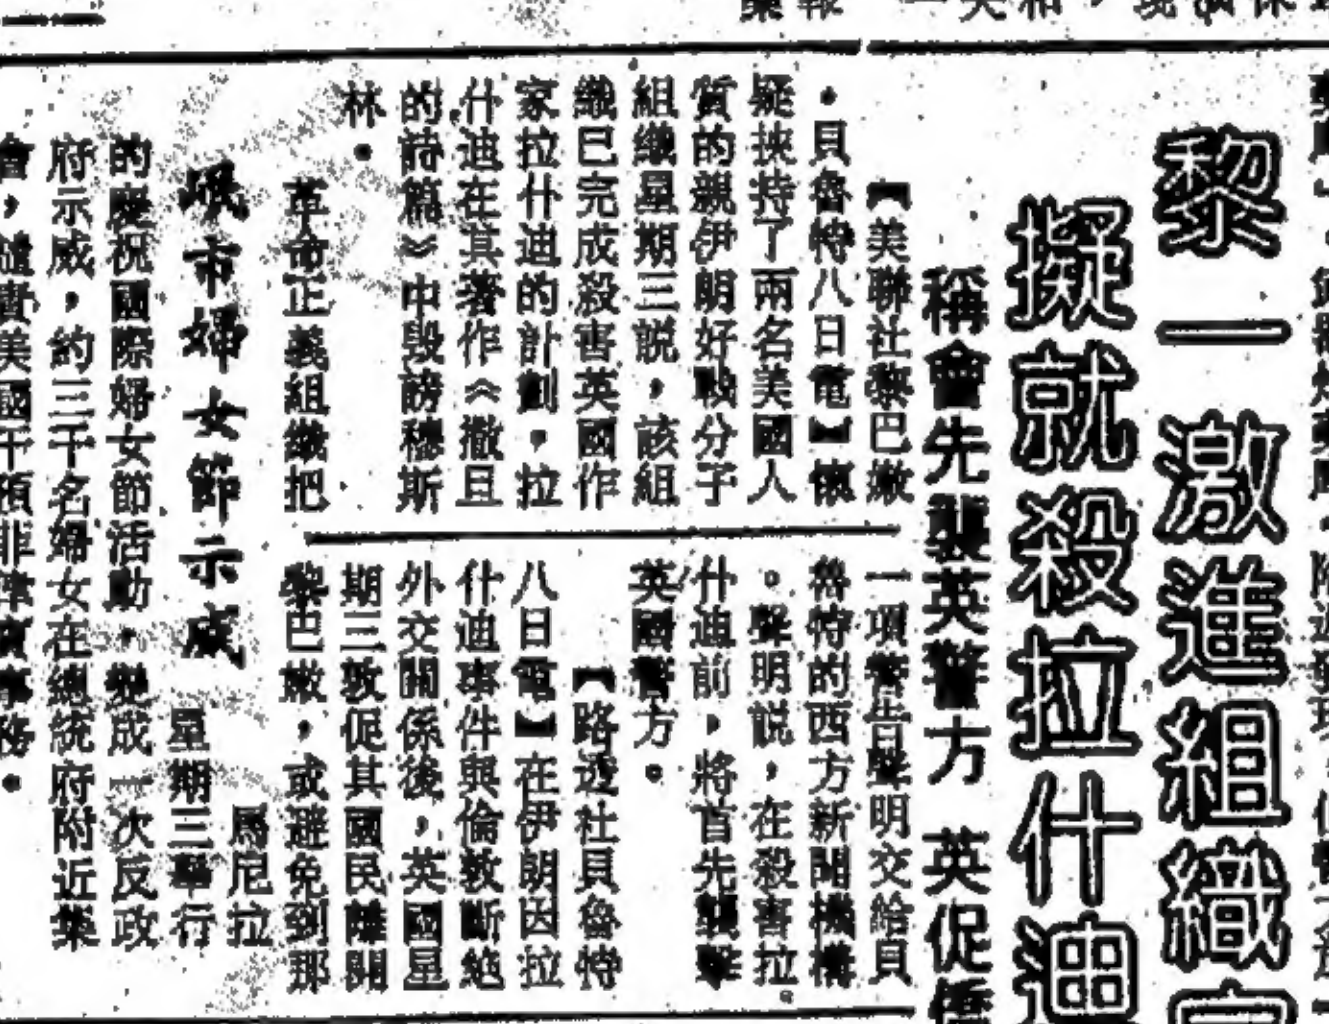 黎一激進組織
擬就殺拉什迪
稱會先襲英警方　英促僑
【美聯社黎巴嫩
貝魯特八日電】懷
疑挾持了兩名美國人
質的親伊朗好戰分子
組織星期三說，該組
織已完成殺害英國作
家拉什迪的計劃，拉
什迪在其著作《撒旦
的詩篇》中毀謗穆斯
林。
革命正義組織把
一項警告聲明交給貝
魯特的西方新聞機構
。聲明說，在殺害拉
什迪前，將首先襲擊
英國警方。
【路透社貝魯特
八日電】在伊朗因拉
什迪事件與倫敦斷絕
外交關係後，英國星
期三敦促其國民離開
黎巴嫩，或避免到那
岷市婦女節示威
馬尼拉
星期三舉行
的慶祝國際婦女節活動，變成一次反政
府示威，約三千名婦女在總統府附近集
會，譴責美國干預菲律賓事務。